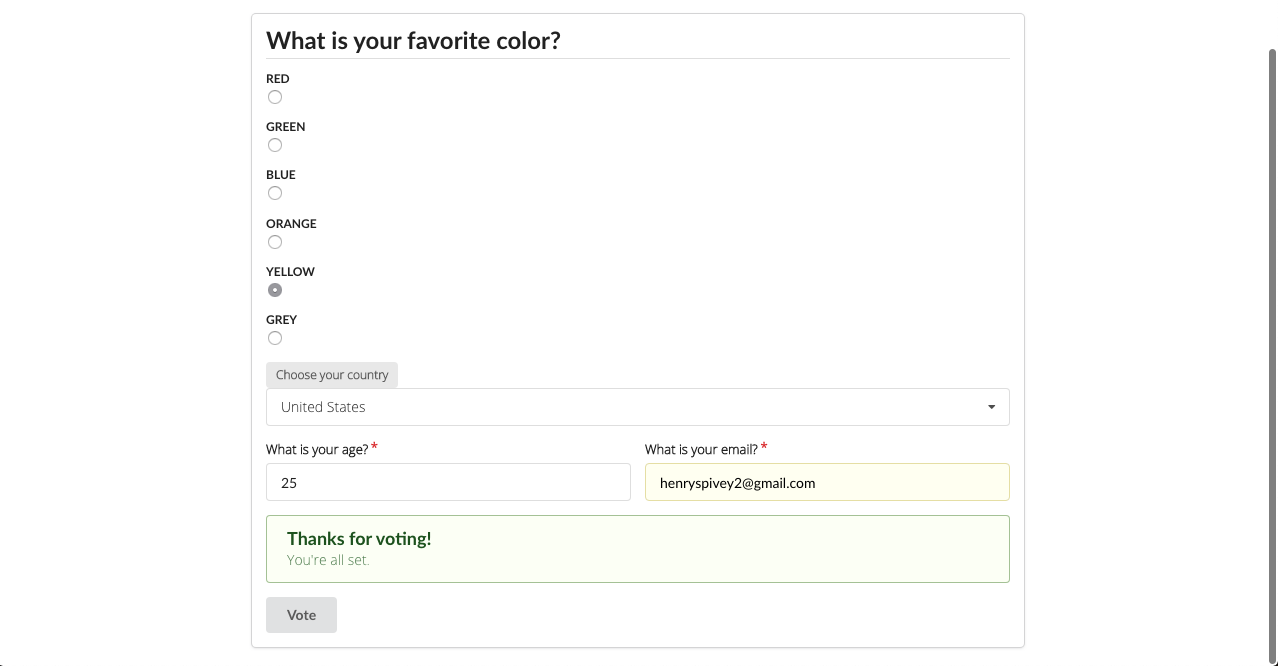 What is your favorite color?
RED
GREEN
BLUE
ORANGE
YELLOW
GREY
Choose your country
United States
What is your age? *
25
What is your email? *
henryspivey2@gmail.com
Thanks for voting!
You're all set.
Vote